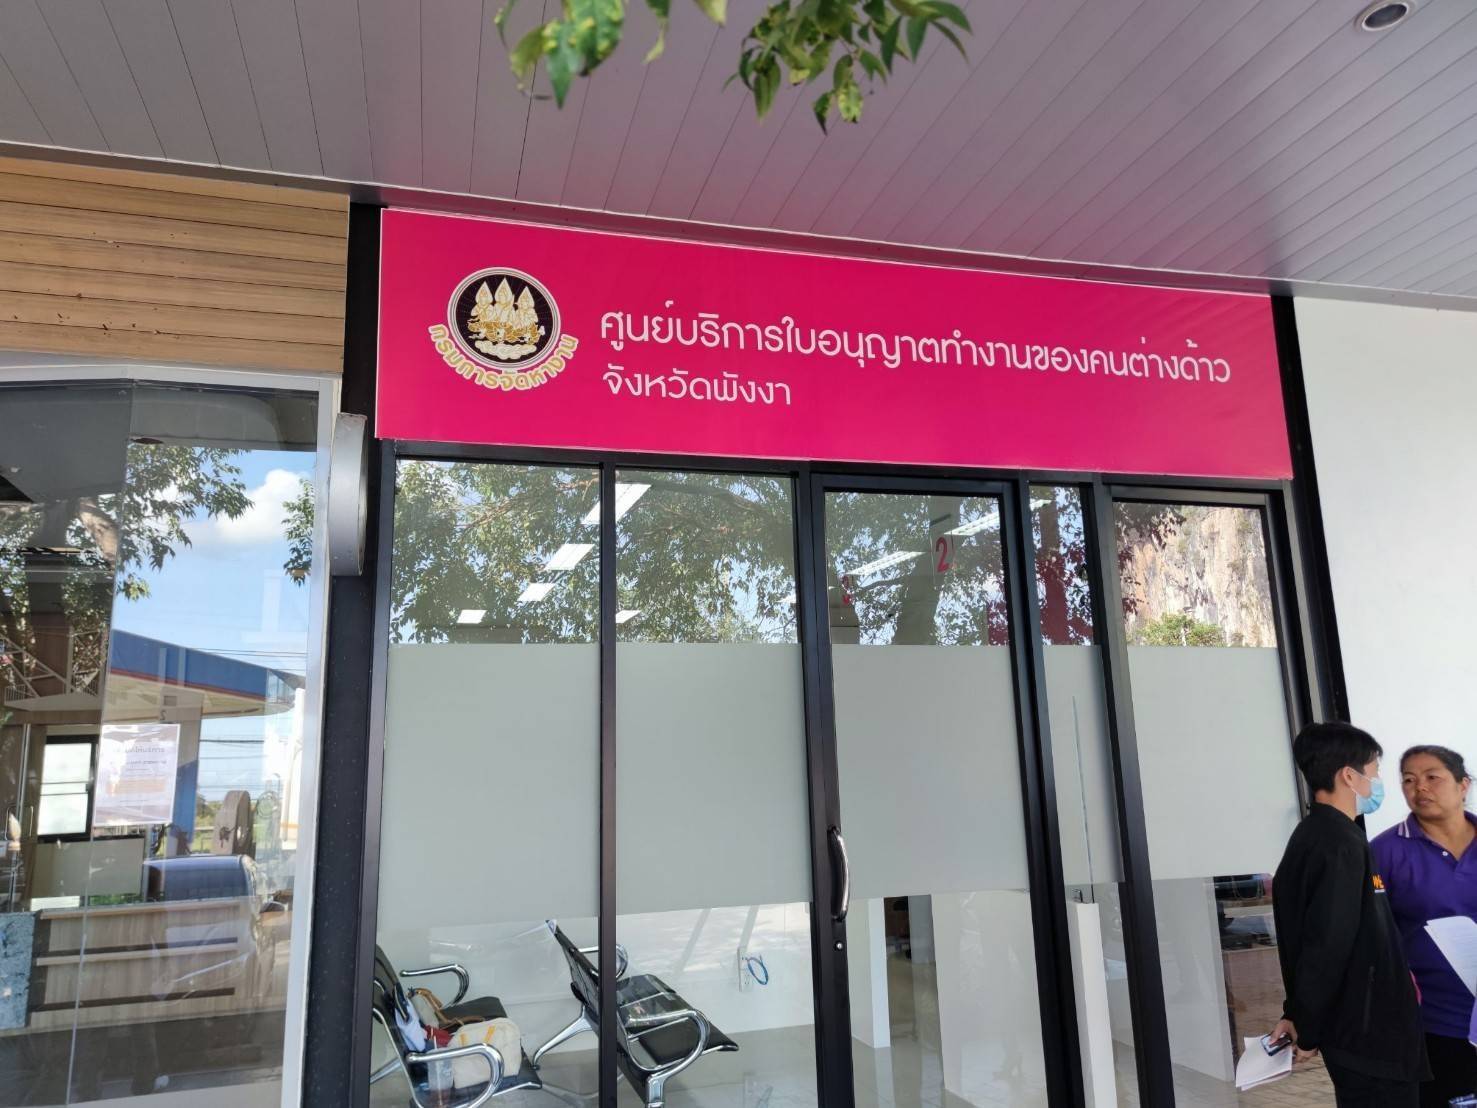 ศูนย์บริการใบอนุญาตทำงานของคนต่างด้าว
จังหวัดพังงา
กรมการจัดหางาน
2